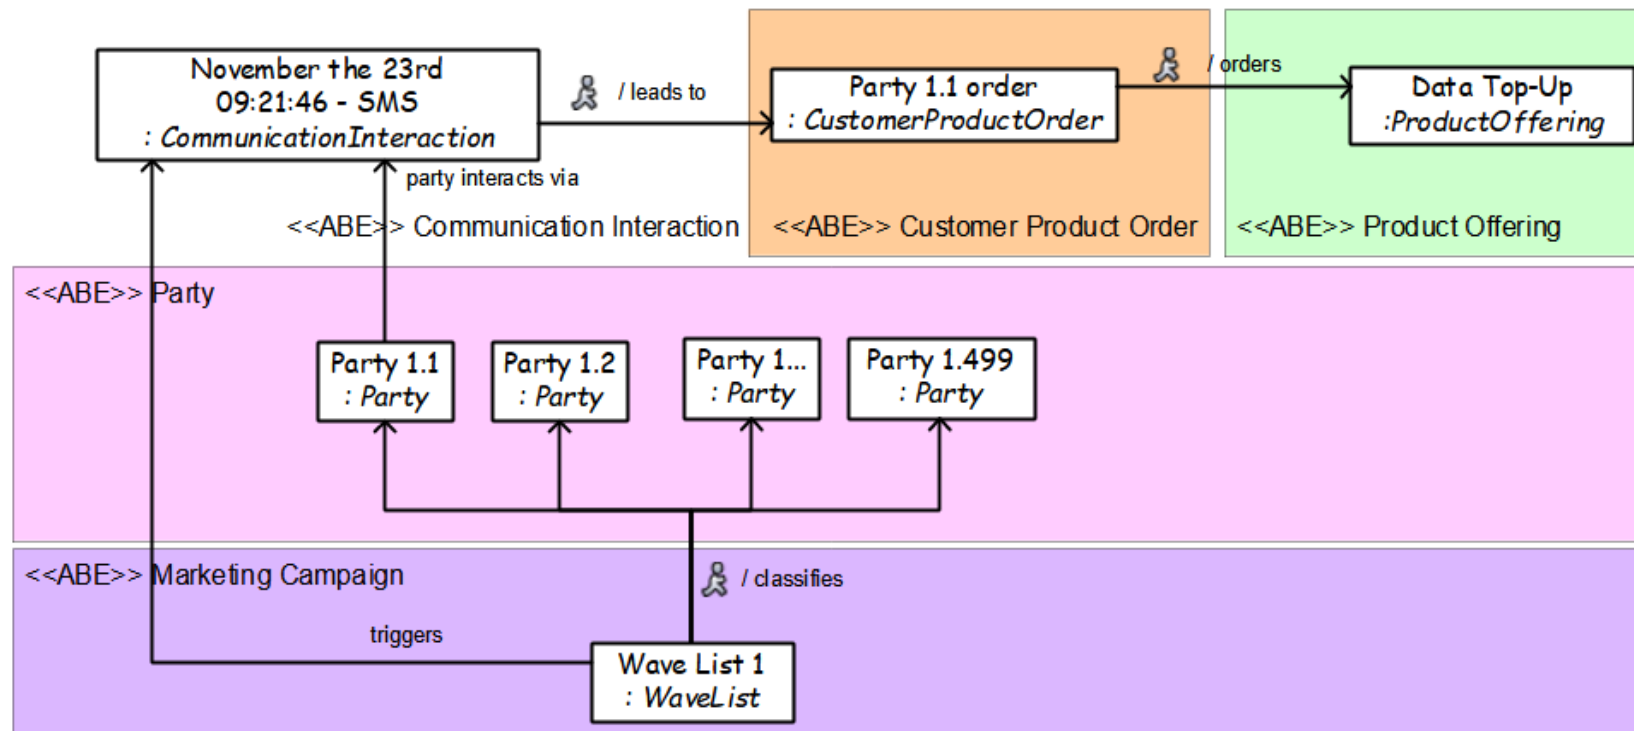 November the 23rd
09:21:46 - SMS
: CommunicationInteraction
/ leads to
Party 1.1 order
: CustomerProductOrder
/ orders
Data Top-Up
:ProductOffering
party interacts via
<<ABE>> Communication Interaction
<<ABE>> Customer Product Order
<<ABE>> Product Offering
<<ABE>> Party
Party 1.1
: Party
Party 1.2
: Party
Party 1...
: Party
Party 1.499
: Party
<<ABE>> Marketing Campaign
/ classifies
triggers
Wave List 1
: WaveList